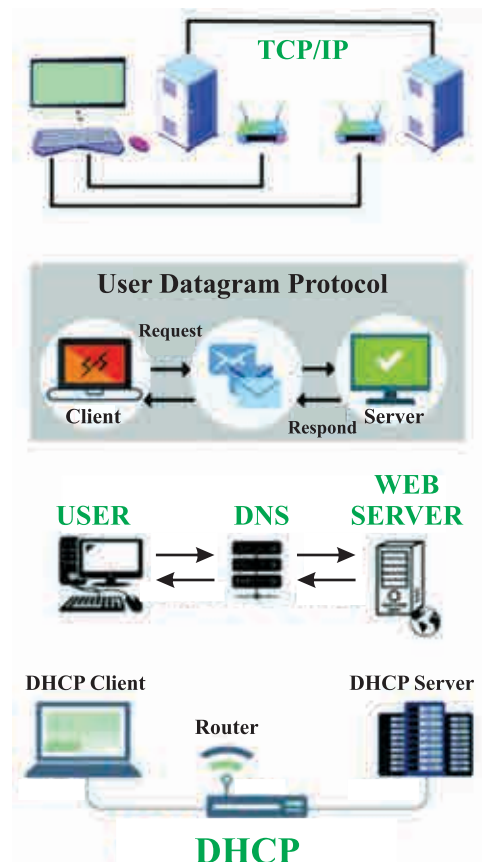 TCP/IP
User Datagram Protocol
Request
Client
Server
Respond
USER
DNS
WEB
SERVER
DHCP Client
DHCP Server
Router
DHCP